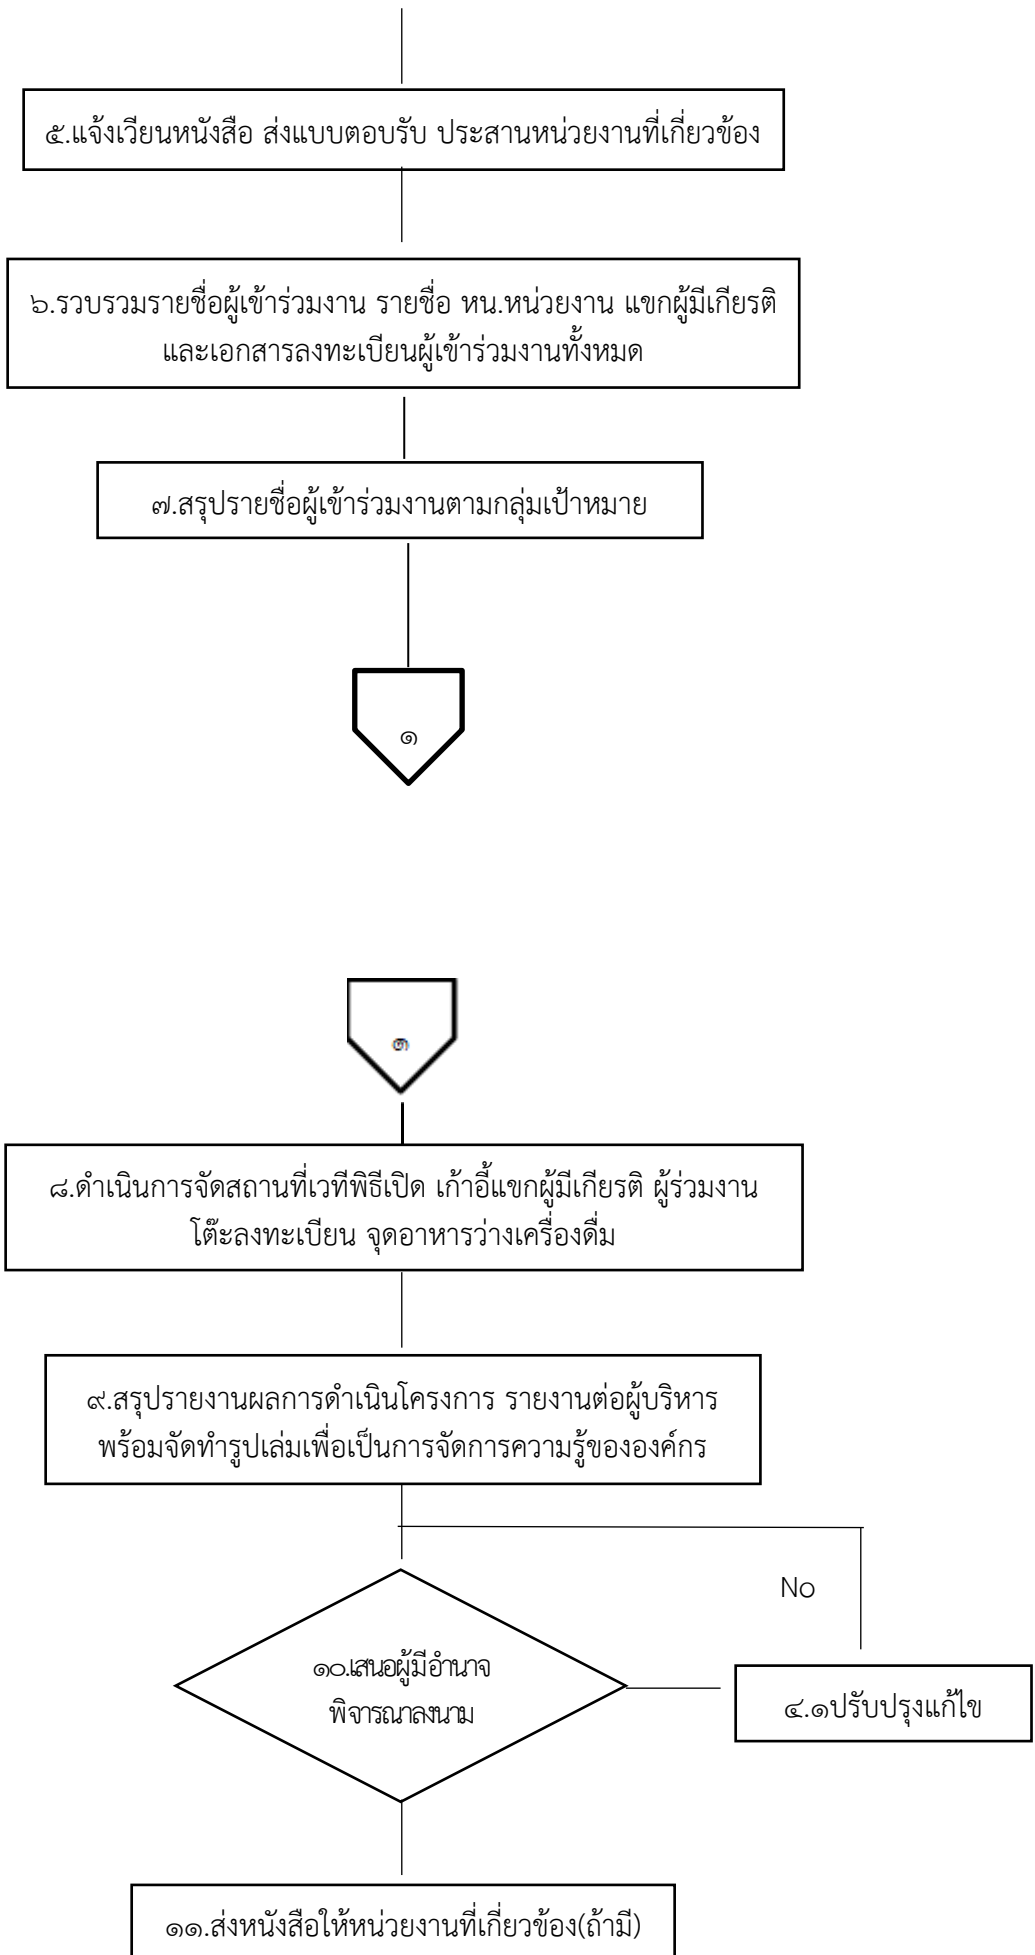 ๕.แจ้งเวียนหนังสือ ส่งแบบตอบรับ ประสานหน่วยงานที่เกี่ยวข้อง
๖.รวบรวมรายชื่อผู้เข้าร่วมงาน รายชื่อ หน.หน่วยงาน แขกผู้มีเกียรติ
และเอกสารลงทะเบียนผู้เข้าร่วมงานทั้งหมด
๗.สรุปรายชื่อผู้เข้าร่วมงานตามกลุ่มเป้าหมาย
๑
๑
๘.ดำเนินการจัดสถานที่เวทีพิธีเปิด เก้าอี้แขกผู้มีเกียรติ ผู้ร่วมงาน
โต๊ะลงทะเบียน จุดอาหารว่างเครื่องดื่ม
๙.สรุปรายงานผลการดำเนินโครงการ รายงานต่อผู้บริหาร
พร้อมจัดทำรูปเล่มเพื่อเป็นการจัดการความรู้ขององค์กร
No
๑๐.เสนอผู้มีอำนาจ
พิจารณาลงนาม
๔.๑ปรับปรุงแก้ไข
๑๑.ส่งหนังสือให้หน่วยงานที่เกี่ยวข้อง(ถ้ามี)